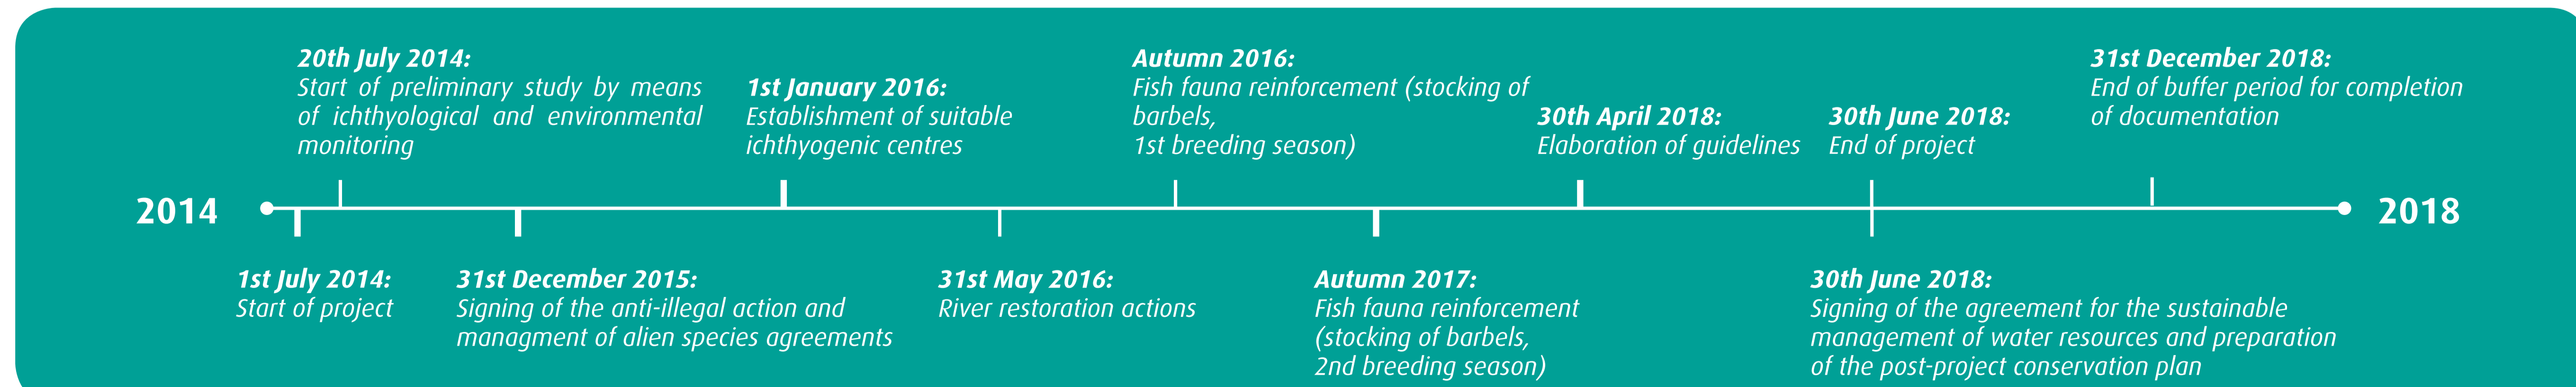 20th July 2014:
Start of preliminary study by means
of ichthyological and environmental
monitoring
1st January 2016:
Establishment of suitable
ichthyogenic centres
Autumn 2016:
Fish fauna reinforcement (stocking of
barbels,
1st breeding season)
30th April 2018:
Elaboration of guidelines
30th June 2018:
End of project
31st December 2018:
End of buffer period for completion
of documentation
2014
2018
1st July 2014:
Start of project
31st December 2015:
Signing of the anti-illegal action and
managment of alien species agreements
31st May 2016:
River restoration actions
Autumn 2017:
Fish fauna reinforcement
(stocking of barbels,
2nd breeding season)
30th June 2018:
Signing of the agreement for the sustainable
management of water resources and preparation
of the post-project conservation plan